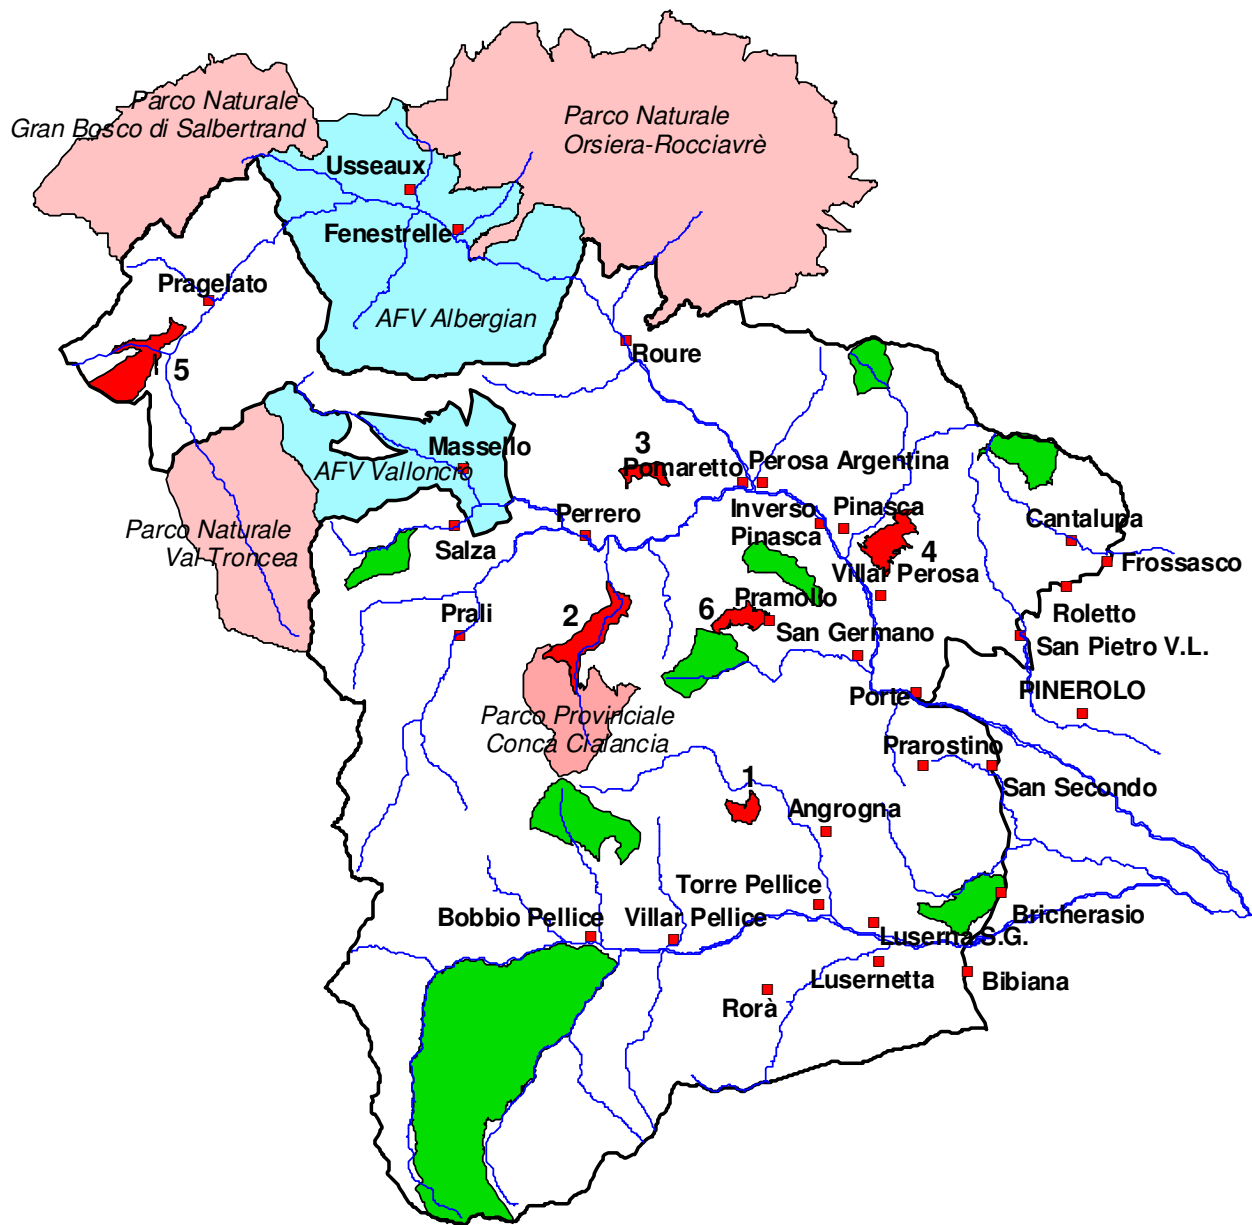 Parco Naturale
Gran Bosco di Salbertrand
Parco Naturale
Orsiera-Rocciavrè
Usseaux
Fenestrelle
Pragelato
AFV Albergian
Roure
5
3
Massello
AFV Valloncrò
Pomaretto
Perosa Argentina
Parco Naturale
Val Troncea
Salza
Perrero
Inverso
Pinasca
Pinasca
4
Cantalupa
Frossasco
Villar Perosa
Roletto
Prali
2
6
Pramollo
San Germano
San Pietro V.L.
PINEROLO
Porte
Parco Provinciale
Conca Cialancia
Prarostino
San Secondo
1
Angrogna
Torre Pellice
Bobbio Pellice
Villar Pellice
Bricherasio
Luserna S.G.
Lusernetta
Bibiana
Rorà